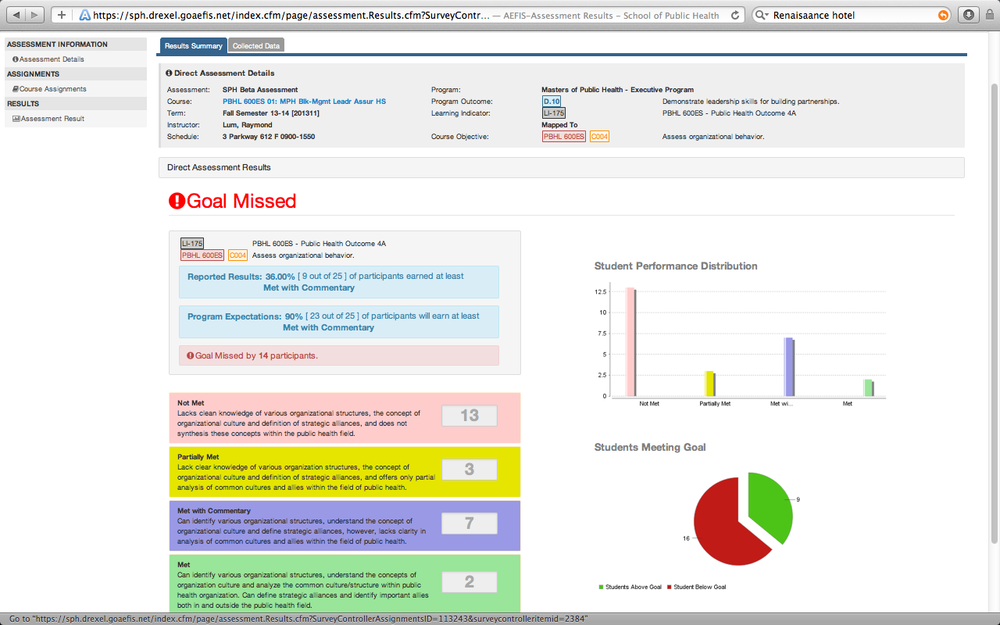 https://sph.drexel.goaefis.net/index.cfm/page/assessment.Results.cfm?SurveyContr... — AEFIS-Assessment Results – School of Public Health
Renaisaance hotel
ASSESSMENT INFORMATION
Assessment Details
ASSIGNMENTS
Course Assignments
RESULTS
Assessment Result
Results Summary
Collected Data
Direct Assessment Details
Assessment: SPH Beta Assessment
Course: PBHL 600ES 01: MPH Blk-Mgmt Leadr Assur HS
Term: Fall Semester 13-14 [201311]
Instructor: Lum, Raymond
Schedule: 3 Parkway 612 F 0900-1550
Program: Masters of Public Health - Executive Program
Program Outcome: D.10 Demonstrate leadership skills for building partnerships.
Learning Indicator: LI-175 PBHL 600ES - Public Health Outcome 4A
Mapped To
Course Objective: PBHL 600ES C004 Assess organizational behavior.
Direct Assessment Results
Goal Missed
LI-175 PBHL 600ES - Public Health Outcome 4A
PBHL 600ES C004 Assess organizational behavior.
Reported Results: 36.00% [ 9 out of 25 ] of participants earned at least
Met with Commentary
Program Expectations: 90% [ 23 out of 25 ] of participants will earn at least
Met with Commentary
Goal Missed by 14 participants.
Not Met
Lacks clean knowledge of various organizational structures, the concept of
organizational culture and definition of strategic alliances, and does not
synthesis these concepts within the public health field.
13
Partially Met
Lack clear knowledge of various organization structures, the concept of
organizational culture and definition of strategic alliances, and offers only partial
analysis of common cultures and allies within the field of public health.
3
Met with Commentary
Can identify various organizational structures, understand the concept of
organizational culture and define strategic alliances, however, lacks clarity in
analysis of common cultures and allies within the field of public health.
7
Met
Can identify various organizational structures, understand the concepts of
organization culture and analyze the common culture/structure within public
health organization. Can define strategic alliances and identify important allies
both in and outside the public health field.
2
Student Performance Distribution
12.5
10
7.5
5
2.5
0
Not Met
Partially Met
Met wi...
Met
Students Meeting Goal
9
16
Students Above Goal
Student Below Goal
Go to "https://sph.drexel.goaefis.net/index.cfm/page/assessment.Results.cfm?SurveyControllerAssignmentsID=113243&surveycontrolleritemid=2384"